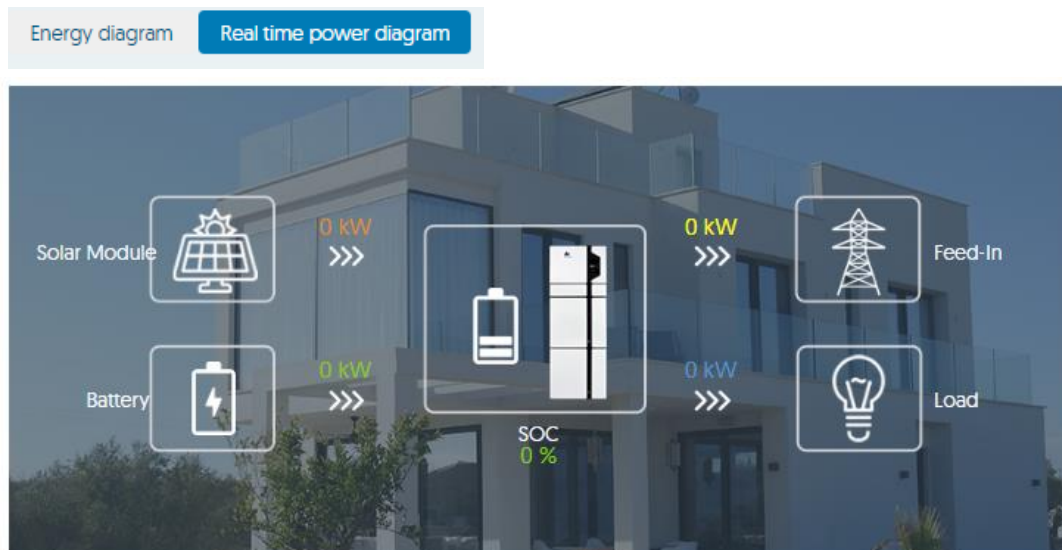 Energy diagram
Real time power diagram
0 kW
0 kW
Solar Module
Feed-In
0 kW
0 kW
Battery
Load
SOC
0 %